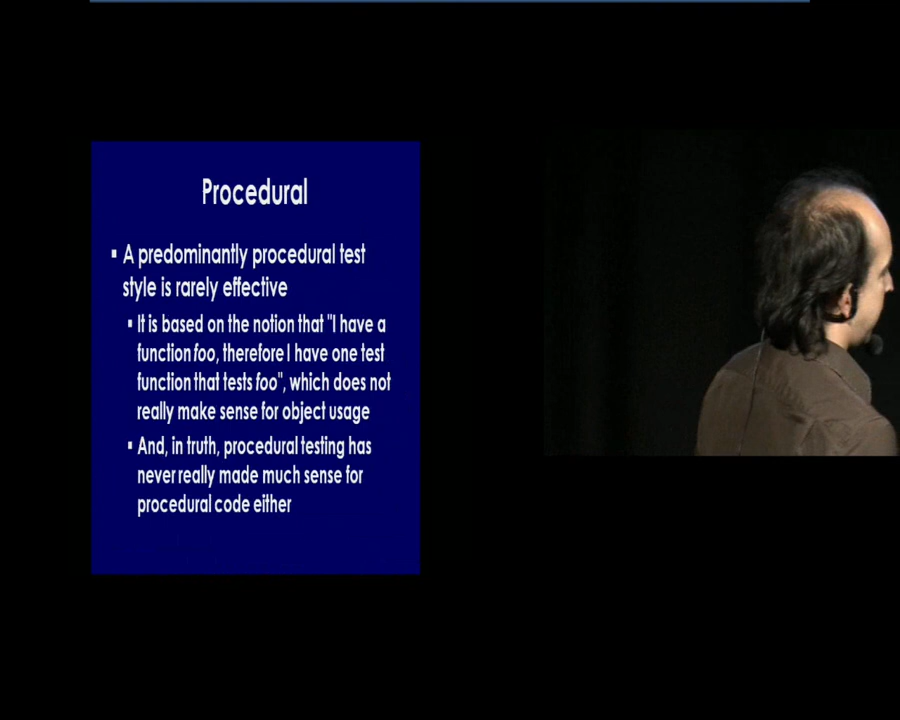 Procedural
▪ A predominantly procedural test
style is rarely effective
▪ It is based on the notion that "I have a
function foo, therefore I have one test
function that tests foo", which does not
really make sense for object usage
▪ And, in truth, procedural testing has
never really made much sense for
procedural code either